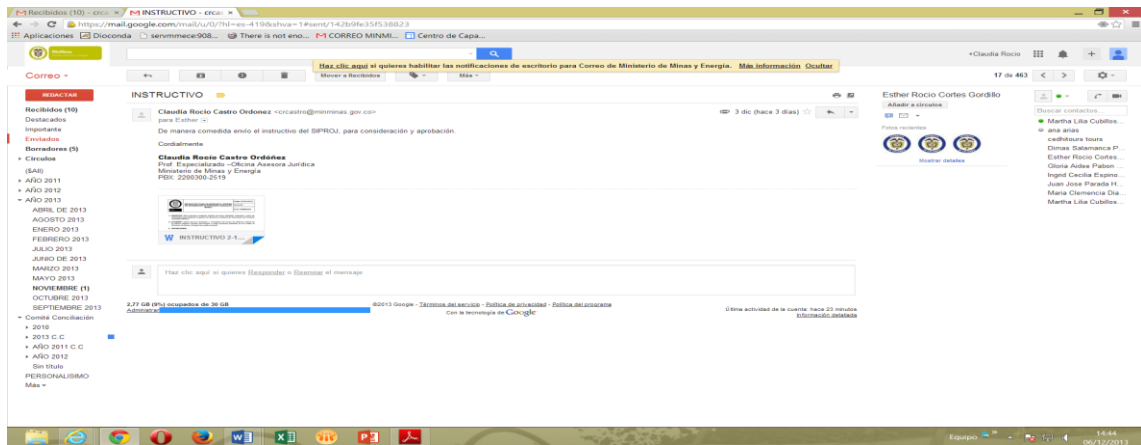 Recibidos (10) - crca
INSTRUCTIVO - crcas
https://mail.google.com/mail/u/0/?hl=es-419&shva=1#sent/142b9fe35f538823
Aplicaciones
Dioconda
servmmece:908...
There is not eno...
CORREO MINMI...
Centro de Capa...
+Claudia Rocio
Haz clic aquí si quieres habilitar las notificaciones de escritorio para Correo de Ministerio de Minas y Energía. Más información Ocultar
Correo
Mover a Recibidos
Más
17 de 463
REDACTAR
Recibidos (10)
Destacados
Importante
Enviados
Borradores (5)
Círculos
($All)
AÑO 2011
AÑO 2012
AÑO 2013
ABRIL DE 2013
AGOSTO 2013
ENERO 2013
FEBRERO 2013
JULIO 2013
JUNIO DE 2013
MARZO 2013
MAYO 2013
NOVIEMBRE (1)
OCTUBRE 2013
SEPTIEMBRE 2013
Comité Conciliación
2010
2013 C.C
AÑO 2011 C.C
AÑO 2012
Sin título
PERSONALISIMO
Más
INSTRUCTIVO
Claudia Rocio Castro Ordonez <crcastro@minminas.gov.co>
3 dic (hace 3 días)
para Esther
De manera comedida envío el instructivo del SIPROJ, para consideración y aprobación.
Cordialmente
Claudia Rocío Castro Ordóñez
Prof. Especializado –Oficina Asesora Jurídica
Ministerio de Minas y Energía
PBX. 2200300-2519
INSTRUCTIVO 2-1...
Haz clic aquí si quieres Responder o Reenviar el mensaje
2,77 GB (9%) ocupados de 30 GB
©2013 Google - Términos del servicio - Política de privacidad - Política del programa
Con la tecnología de Google
Última actividad de la cuenta: hace 23 minutos
Información detallada
Esther Rocio Cortes Gordillo
Añadir a círculos
Fotos recientes
Mostrar detalles
Buscar contactos...
Martha Lilia Cubillos...
ana arias
cedhitours tours
Dimas Salamanca P...
Esther Rocio Cortes...
Gloria Aidee Pabon ...
Ingrid Cecilia Espino...
Juan Jose Parada H...
Maria Clemencia Dia...
Martha Lilia Cubillos...
Equipo
14:44
06/12/2013